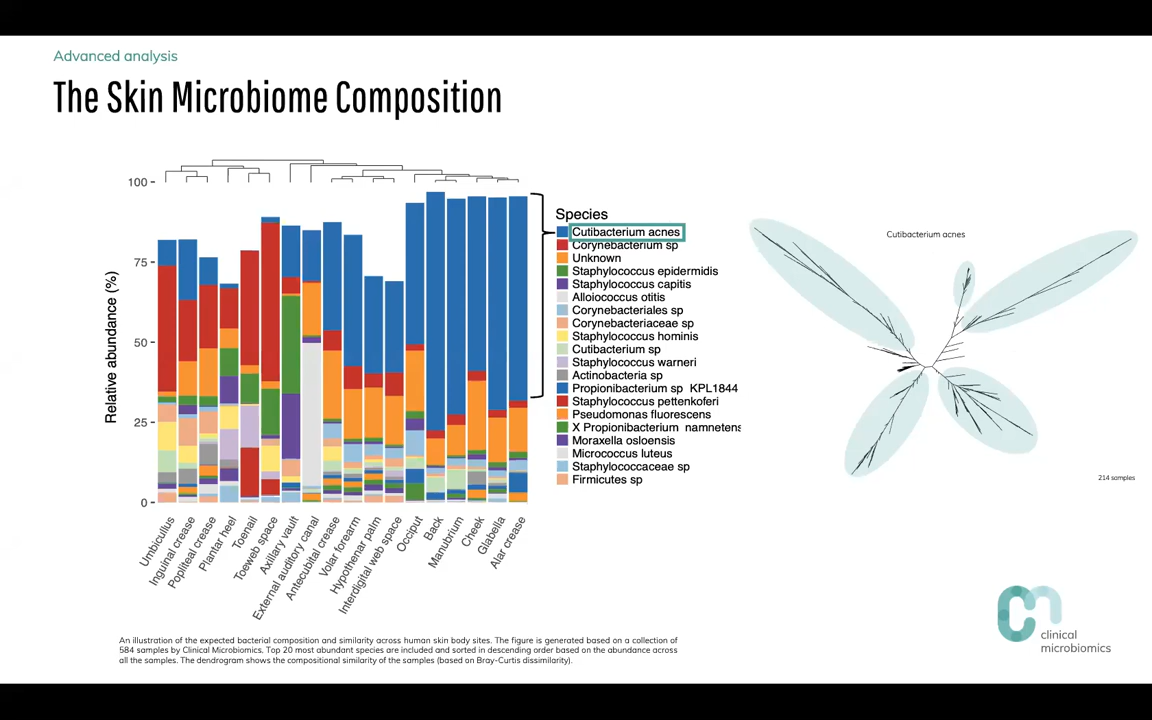 Advanced analysis
The Skin Microbiome Composition
100
75
50
25
0
Relative abundance (%)
Umbicullus
Inguinal crease
Popliteal crease
Plantar heel
Toenail
Toeweb space
Axillary vault
External auditory canal
Antecubital crease
Volar forearm
Hypothenar palm
Interdigital web space
Occiput
Back
Manubrium
Cheek
Glabella
Alar crease
Species
Cutibacterium acnes
Corynebacterium sp
Unknown
Staphylococcus epidermidis
Staphylococcus capitis
Alloiococcus otitis
Corynebacteriales sp
Corynebacteriaceae sp
Staphylococcus hominis
Cutibacterium sp
Staphylococcus warneri
Actinobacteria sp
Propionibacterium sp KPL1844
Staphylococcus pettenkoferi
Pseudomonas fluorescens
X Propionibacterium namnetens
Moraxella osloensis
Micrococcus luteus
Staphylococcaceae sp
Firmicutes sp
Cutibacterium acnes
214 samples
An illustration of the expected bacterial composition and similarity across human skin body sites. The figure is generated based on a collection of
584 samples by Clinical Microbiomics. Top 20 most abundant species are included and sorted in descending order based on the abundance across
all the samples. The dendrogram shows the compositional similarity of the samples (based on Bray-Curtis dissimilarity).
clinical
microbiomics